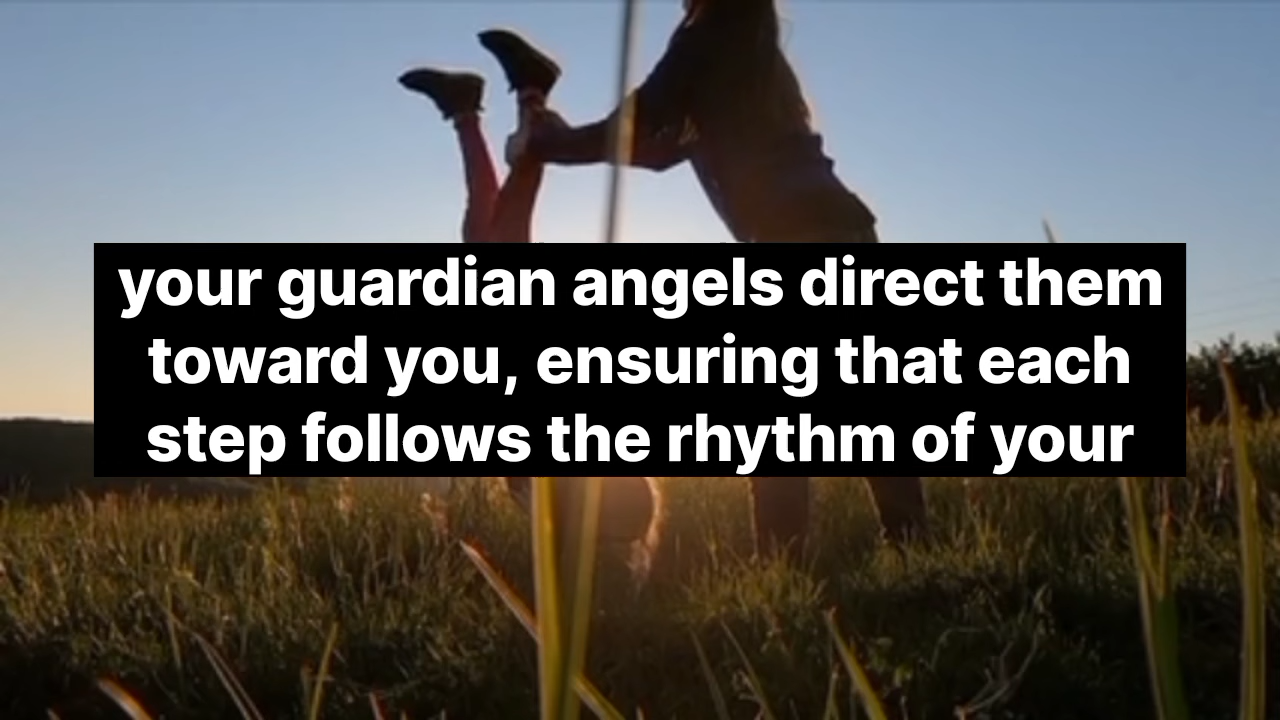 your guardian angels direct them
toward you, ensuring that each
step follows the rhythm of your